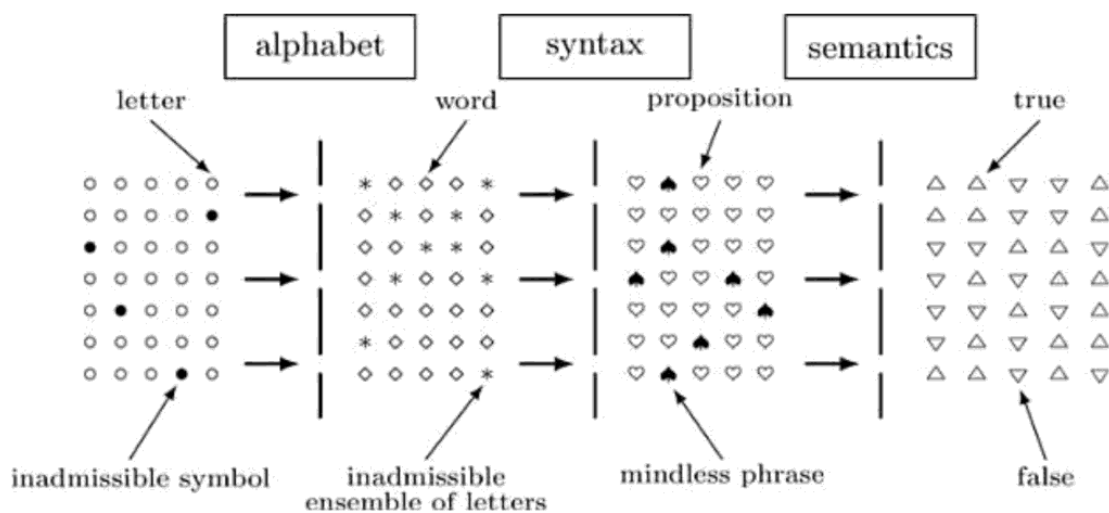 alphabet
syntax
semantics
letter
word
proposition
true
inadmissible symbol
inadmissible
ensemble of letters
mindless phrase
false